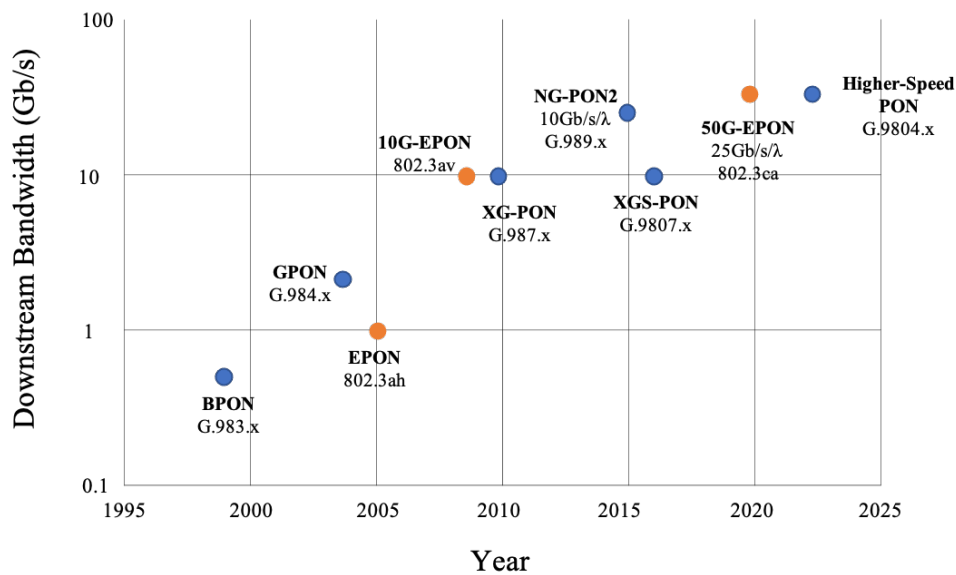 Downstream Bandwidth (Gb/s)
100
10
1
0.1
BPON
G.983.x
GPON
G.984.x
EPON
802.3ah
10G-EPON
802.3av
XG-PON
G.987.x
NG-PON2
10Gb/s/λ
G.989.x
XGS-PON
G.9807.x
50G-EPON
25Gb/s/λ
802.3ca
Higher-Speed
PON
G.9804.x
1995 2000 2005 2010 2015 2020 2025
Year